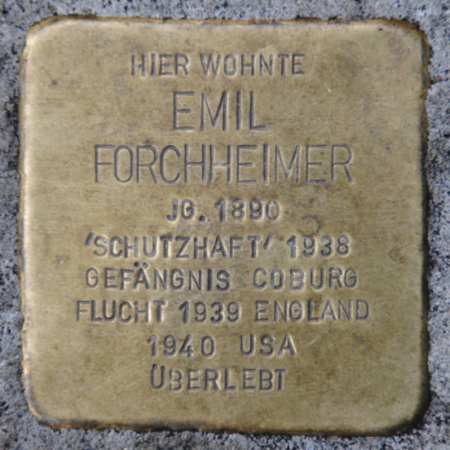 HIER WOHNTE
EMIL
FORCHHEIMER
JG. 1890
'SCHUTZHAFT' 1938
GEFÄNGNIS COBURG
FLUCHT 1939 ENGLAND
1940 USA
ÜBERLEBT